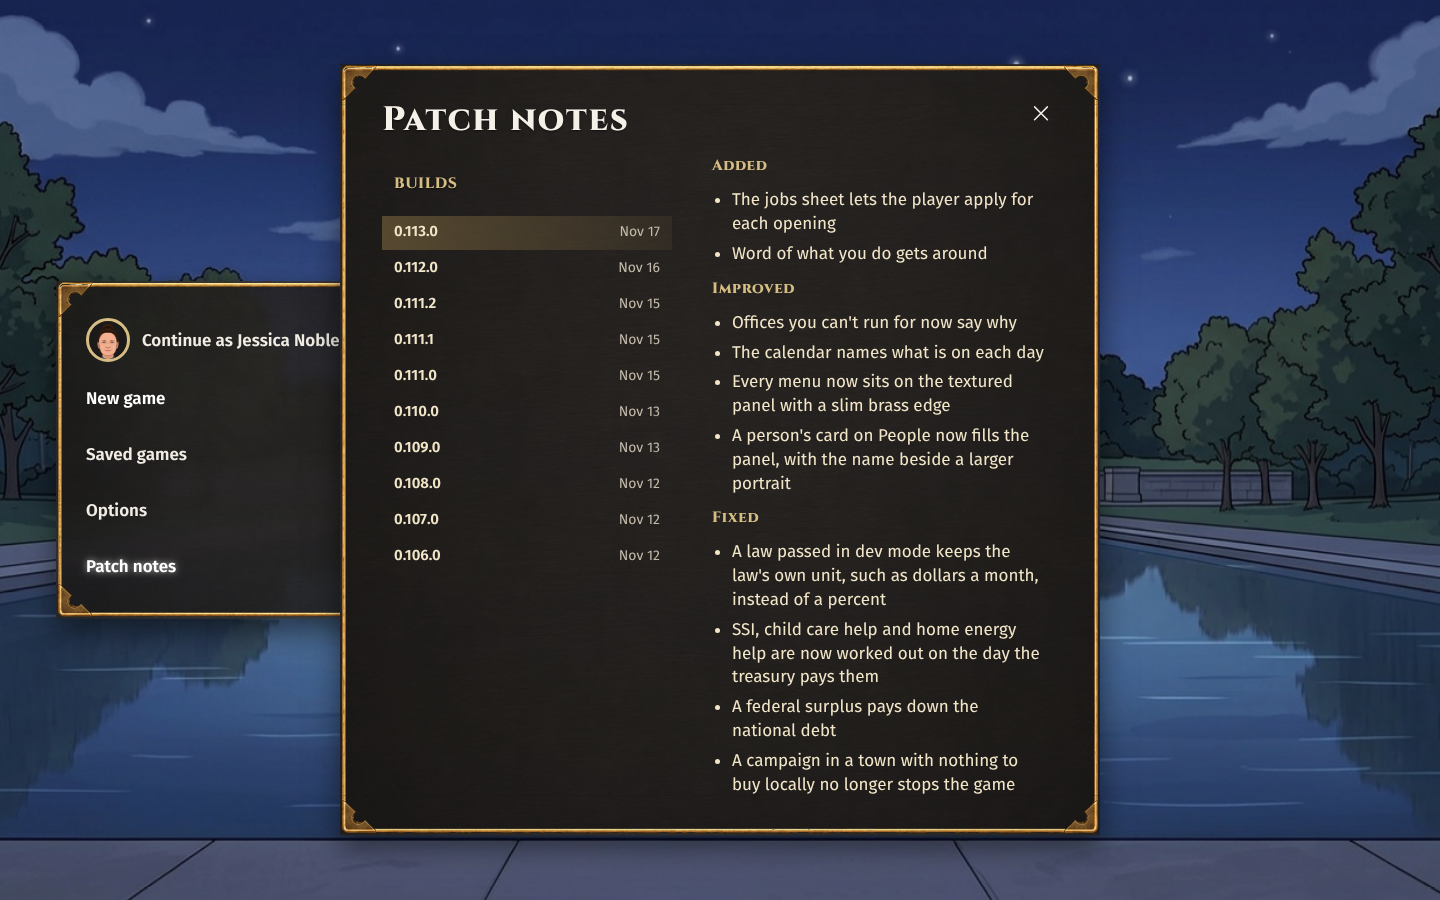 Patch notes
Builds
0.113.0 Nov 17
0.112.0 Nov 16
0.111.2 Nov 15
0.111.1 Nov 15
0.111.0 Nov 15
0.110.0 Nov 13
0.109.0 Nov 13
0.108.0 Nov 12
0.107.0 Nov 12
0.106.0 Nov 12
Added
The jobs sheet lets the player apply for
each opening
Word of what you do gets around
Improved
Offices you can't run for now say why
The calendar names what is on each day
Every menu now sits on the textured
panel with a slim brass edge
A person's card on People now fills the
panel, with the name beside a larger
portrait
Fixed
A law passed in dev mode keeps the
law's own unit, such as dollars a month,
instead of a percent
SSI, child care help and home energy
help are now worked out on the day the
treasury pays them
A federal surplus pays down the
national debt
A campaign in a town with nothing to
buy locally no longer stops the game
Continue as Jessica Noble
New game
Saved games
Options
Patch notes